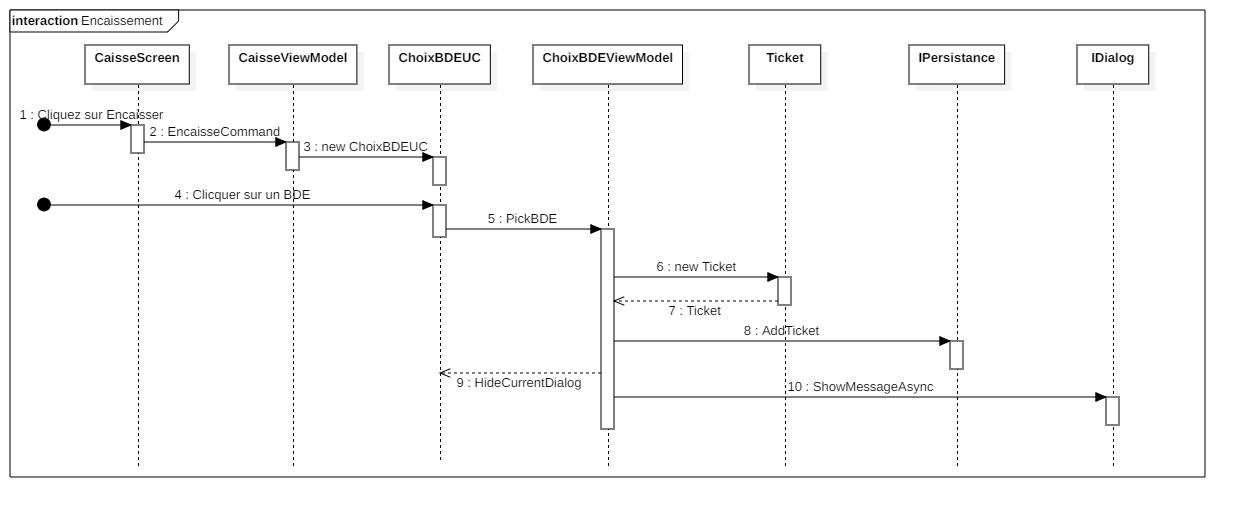 interaction Encaissement
CaisseScreen
CaisseViewModel
ChoixBDEUC
ChoixBDEViewModel
Ticket
IPersistance
IDialog
1 : Cliquez sur Encaisser
2 : EncaisseCommand
3 : new ChoixBDEUC
4 : Clicquer sur un BDE
5 : PickBDE
6 : new Ticket
7 : Ticket
8 : AddTicket
9 : HideCurrentDialog
10 : ShowMessageAsync